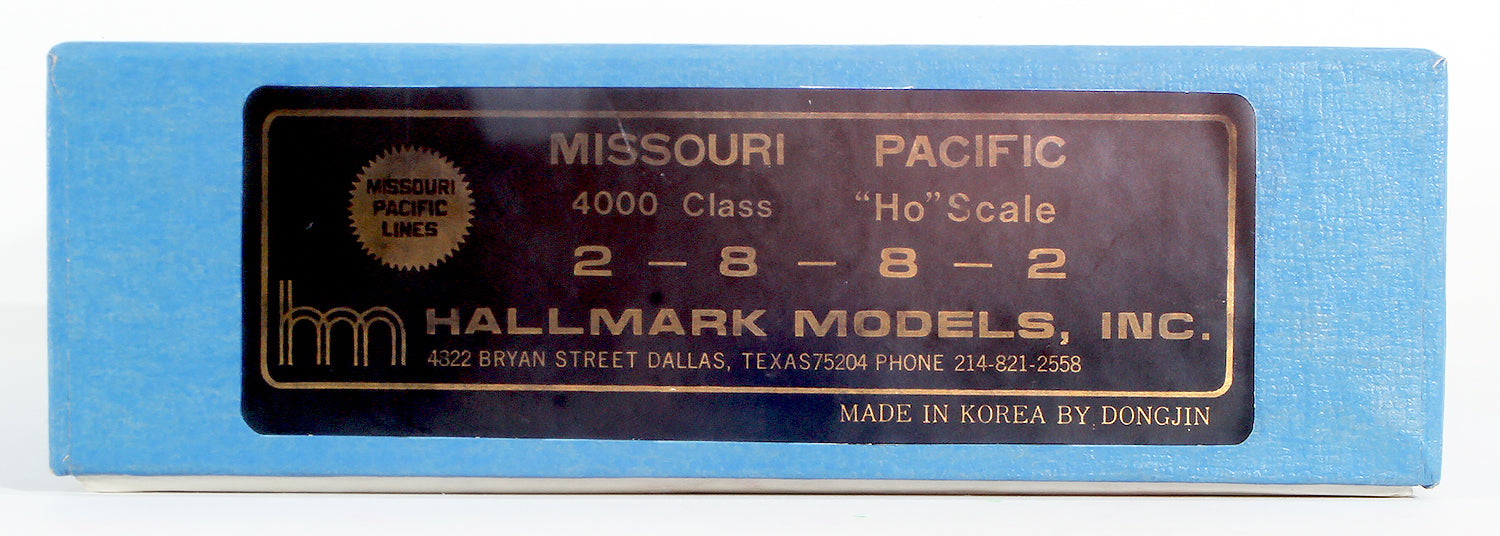 MISSOURI PACIFIC
4000 Class "Ho" Scale
2 – 8 – 8 – 2
MISSOURI
PACIFIC
LINES
hm
HALLMARK MODELS, INC.
4322 BRYAN STREET DALLAS, TEXAS75204 PHONE 214-821-2558
MADE IN KOREA BY DONGJIN